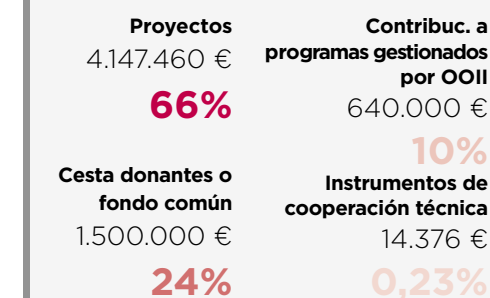 Proyectos
4.147.460 €
66%
Contribuc. a
programas gestionados
por OOII
640.000 €
10%
Cesta donantes o
fondo común
1.500.000 €
24%
Instrumentos de
cooperación técnica
14.376 €
0,23%